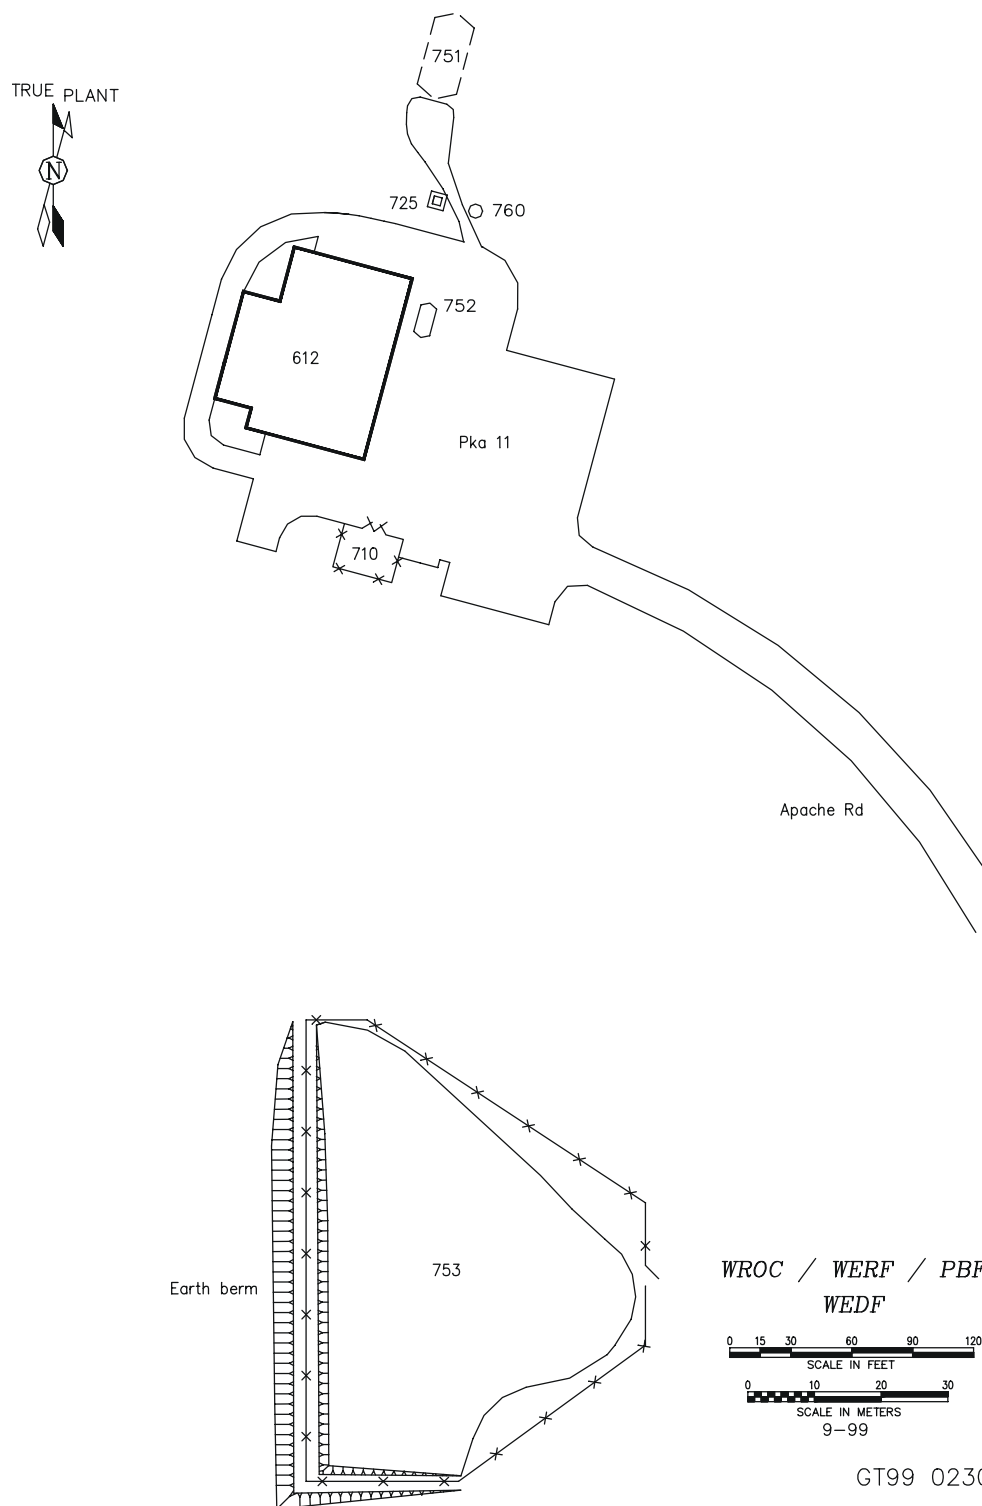 751
TRUE PLANT
N
725
760
752
612
Pka 11
710
Apache Rd
753
Earth berm
WROC / WERF / PBF
WEDF
0 15 30 60 90 120
SCALE IN FEET
0 10 20 30
SCALE IN METERS
9-99
GT99 0230